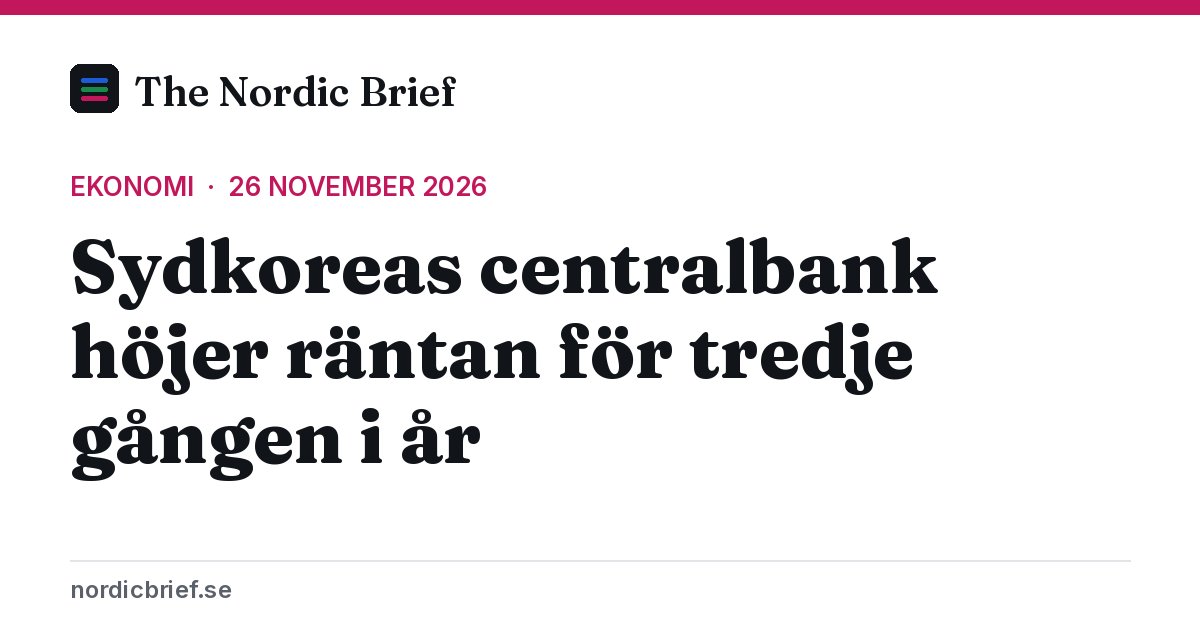 The Nordic Brief
EKONOMI · 26 NOVEMBER 2026
Sydkoreas centralbank
höjer räntan för tredje
gången i år
nordicbrief.se